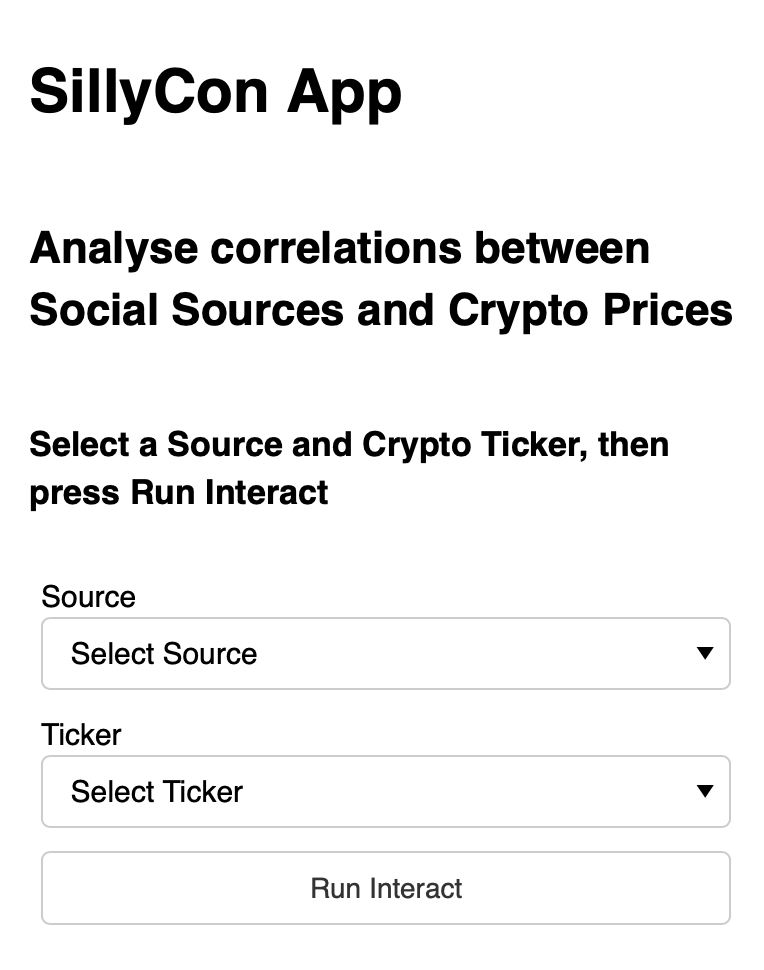 SillyCon App
Analyse correlations between
Social Sources and Crypto Prices
Select a Source and Crypto Ticker, then
press Run Interact
Source
Select Source
Ticker
Select Ticker
Run Interact